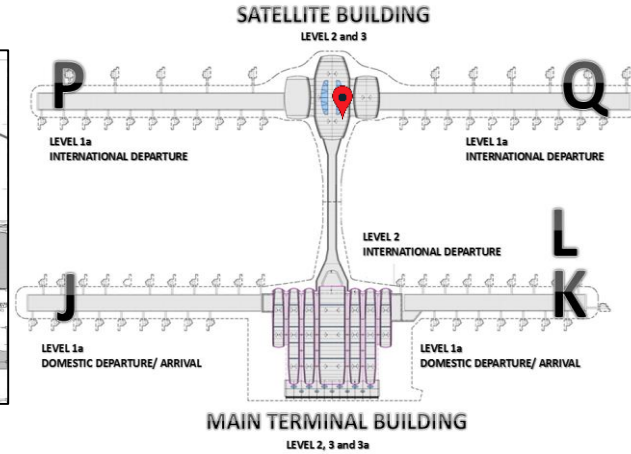 SATELLITE BUILDING
LEVEL 2 and 3
P
Q
LEVEL 1a
INTERNATIONAL DEPARTURE
LEVEL 1a
INTERNATIONAL DEPARTURE
LEVEL 2
INTERNATIONAL DEPARTURE
L
J
K
LEVEL 1a
DOMESTIC DEPARTURE/ ARRIVAL
LEVEL 1a
DOMESTIC DEPARTURE/ ARRIVAL
MAIN TERMINAL BUILDING
LEVEL 2, 3 and 3a